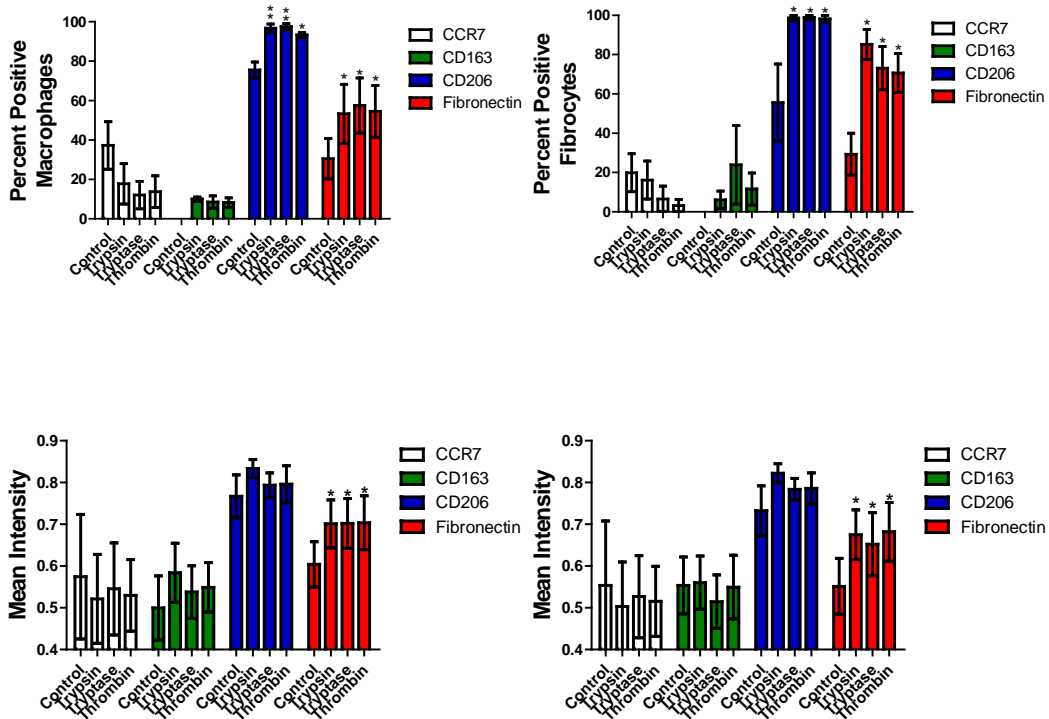 Percent Positive
Macrophages
100
80
60
40
20
0
* * * * *
* * *
Control
Trypsin
Tryptase
Thrombin
Control
Trypsin
Tryptase
Thrombin
Control
Trypsin
Tryptase
Thrombin
Control
Trypsin
Tryptase
Thrombin
CCR7
CD163
CD206
Fibronectin
Percent Positive
Fibrocytes
100
80
60
40
20
0
* * *
* * *
Control
Trypsin
Tryptase
Thrombin
Control
Trypsin
Tryptase
Thrombin
Control
Trypsin
Tryptase
Thrombin
Control
Trypsin
Tryptase
Thrombin
CCR7
CD163
CD206
Fibronectin
Mean Intensity
0.9
0.8
0.7
0.6
0.5
0.4
* * *
Control
Trypsin
Tryptase
Thrombin
Control
Trypsin
Tryptase
Thrombin
Control
Trypsin
Tryptase
Thrombin
Control
Trypsin
Tryptase
Thrombin
CCR7
CD163
CD206
Fibronectin
Mean Intensity
0.9
0.8
0.7
0.6
0.5
0.4
* * *
Control
Trypsin
Tryptase
Thrombin
Control
Trypsin
Tryptase
Thrombin
Control
Trypsin
Tryptase
Thrombin
Control
Trypsin
Tryptase
Thrombin
CCR7
CD163
CD206
Fibronectin